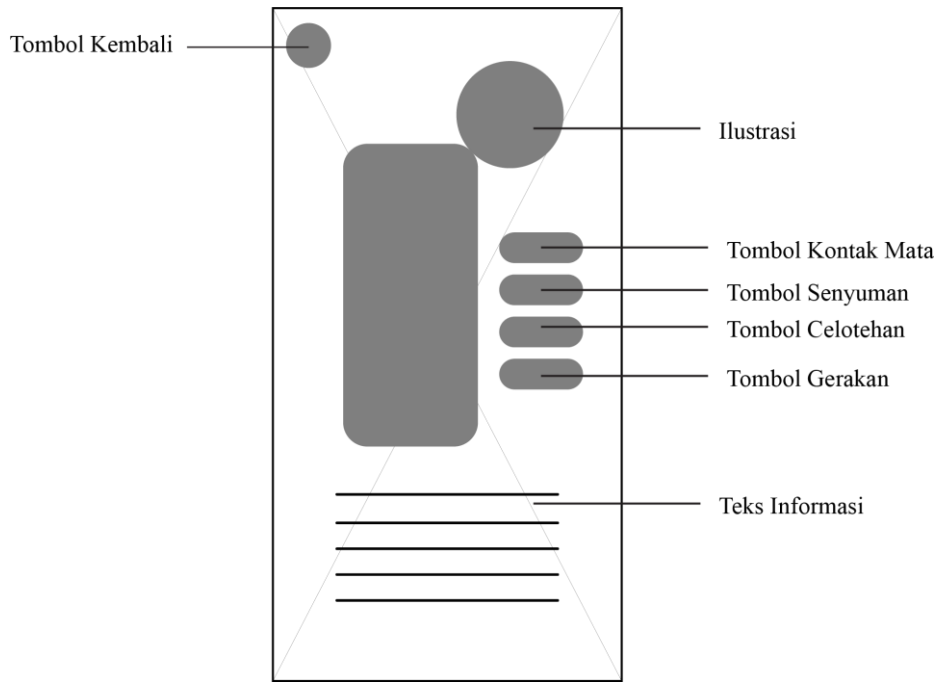 Tombol Kembali
Ilustrasi
Tombol Kontak Mata
Tombol Senyuman
Tombol Celotehan
Tombol Gerakan
Teks Informasi